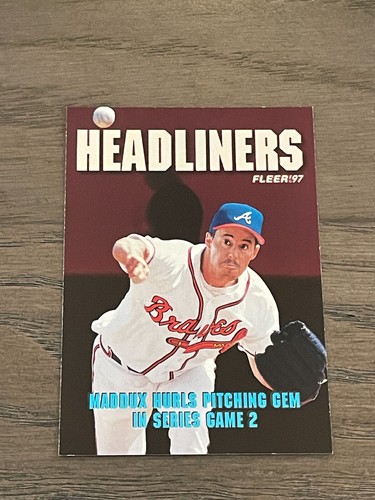 HEADLINERS
FLEER '97
A
Braves
MADDUX HURLS PITCHING GEM
IN SERIES GAME 2